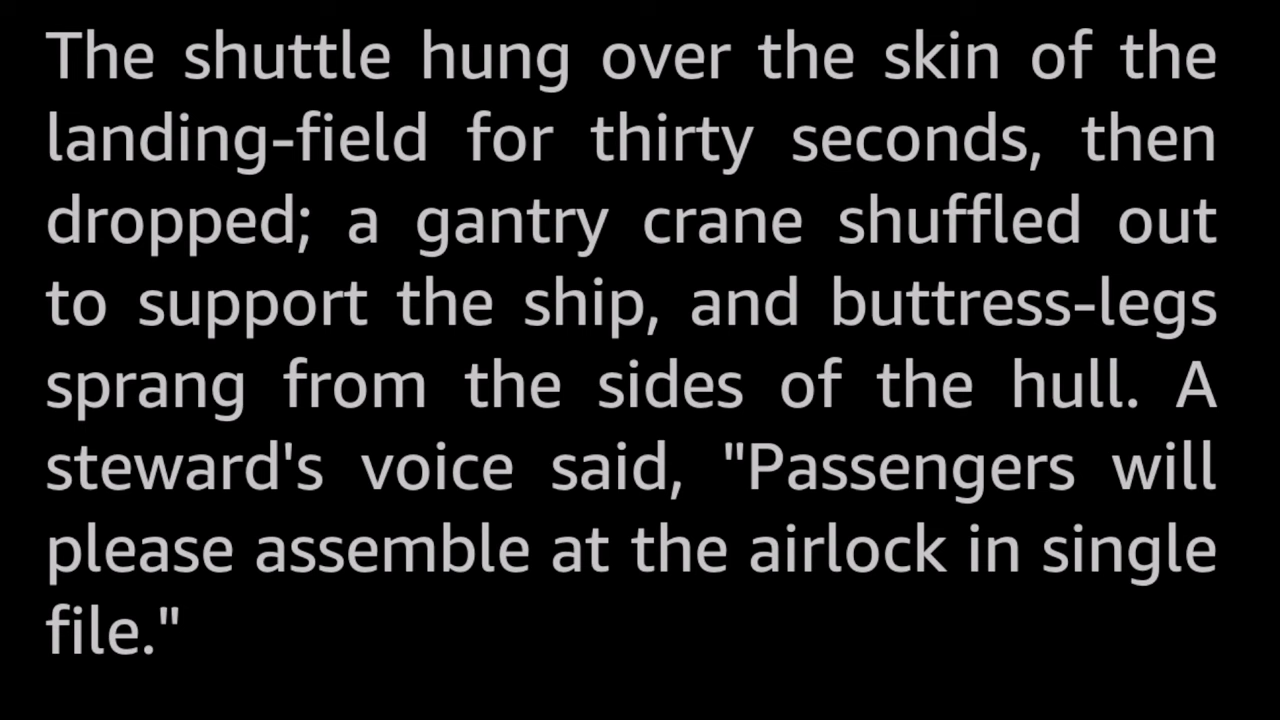 The shuttle hung over the skin of the
landing-field for thirty seconds, then
dropped; a gantry crane shuffled out
to support the ship, and buttress-legs
sprang from the sides of the hull. A
steward's voice said, "Passengers will
please assemble at the airlock in single
file."